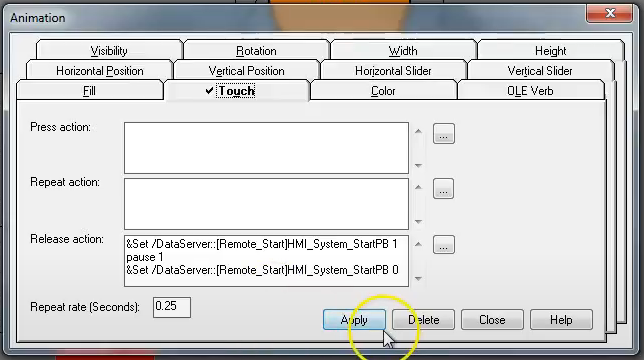 Animation
Visibility Rotation Width Height
Horizontal Position Vertical Position Horizontal Slider Vertical Slider
Fill Touch Color OLE Verb
Press action:
...
Repeat action:
...
Release action:
&Set /DataServer::[Remote_Start]HMI_System_StartPB 1
pause 1
&Set /DataServer::[Remote_Start]HMI_System_StartPB 0
...
Repeat rate (Seconds): 0.25
Apply Delete Close Help